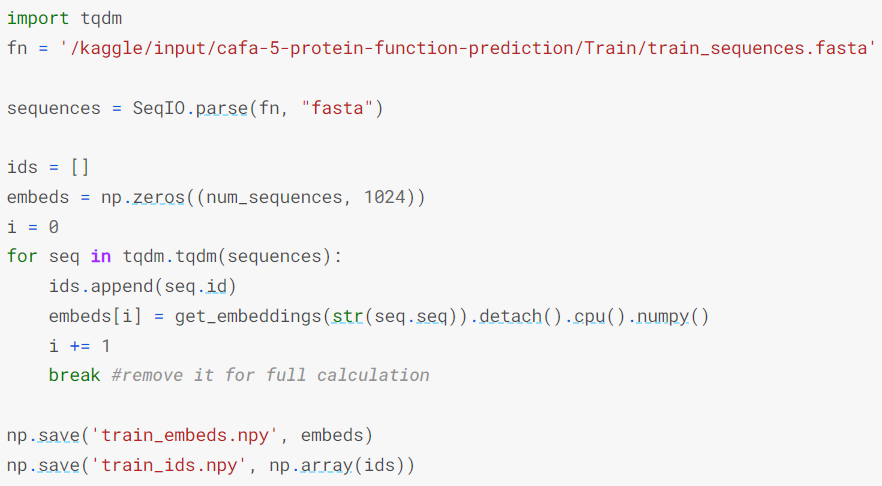 import tqdm
fn = '/kaggle/input/cafa-5-protein-function-prediction/Train/train_sequences.fasta'
sequences = SeqIO.parse(fn, "fasta")
ids = []
embeds = np.zeros((num_sequences, 1024))
i = 0
for seq in tqdm.tqdm(sequences):
    ids.append(seq.id)
    embeds[i] = get_embeddings(str(seq.seq)).detach().cpu().numpy()
    i += 1
    break #remove it for full calculation
np.save('train_embeds.npy', embeds)
np.save('train_ids.npy', np.array(ids))